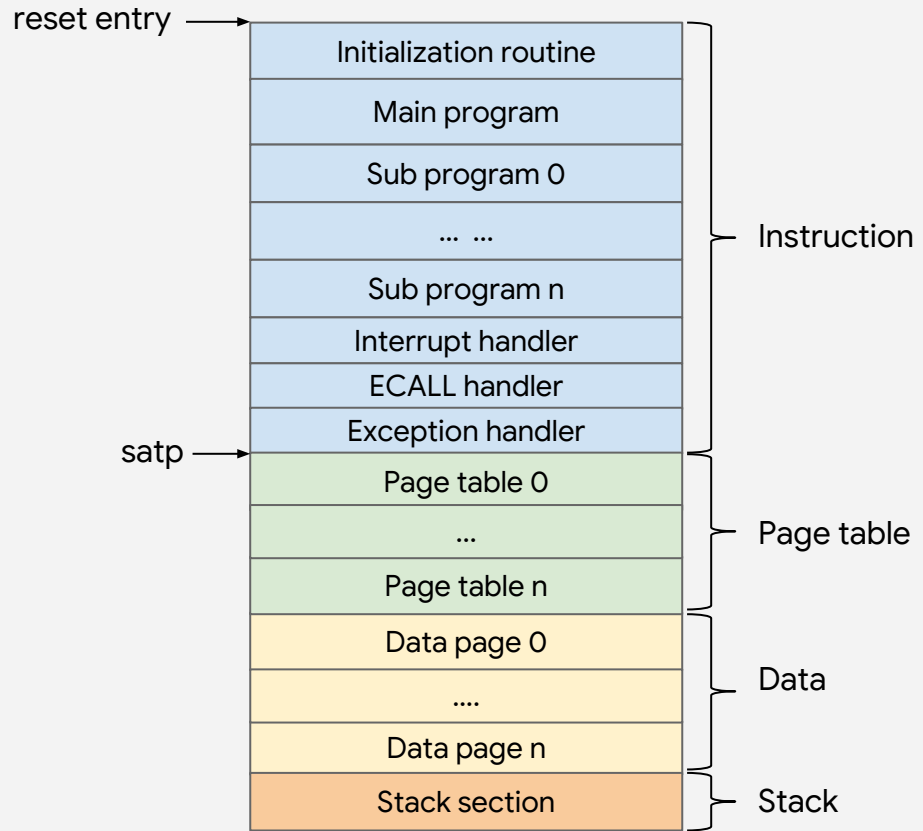 reset entry
Initialization routine
Main program
Sub program 0
... ...
Sub program n
Instruction
Interrupt handler
ECALL handler
Exception handler
satp
Page table 0
...
Page table n
Page table
Data page 0
....
Data page n
Data
Stack section
Stack